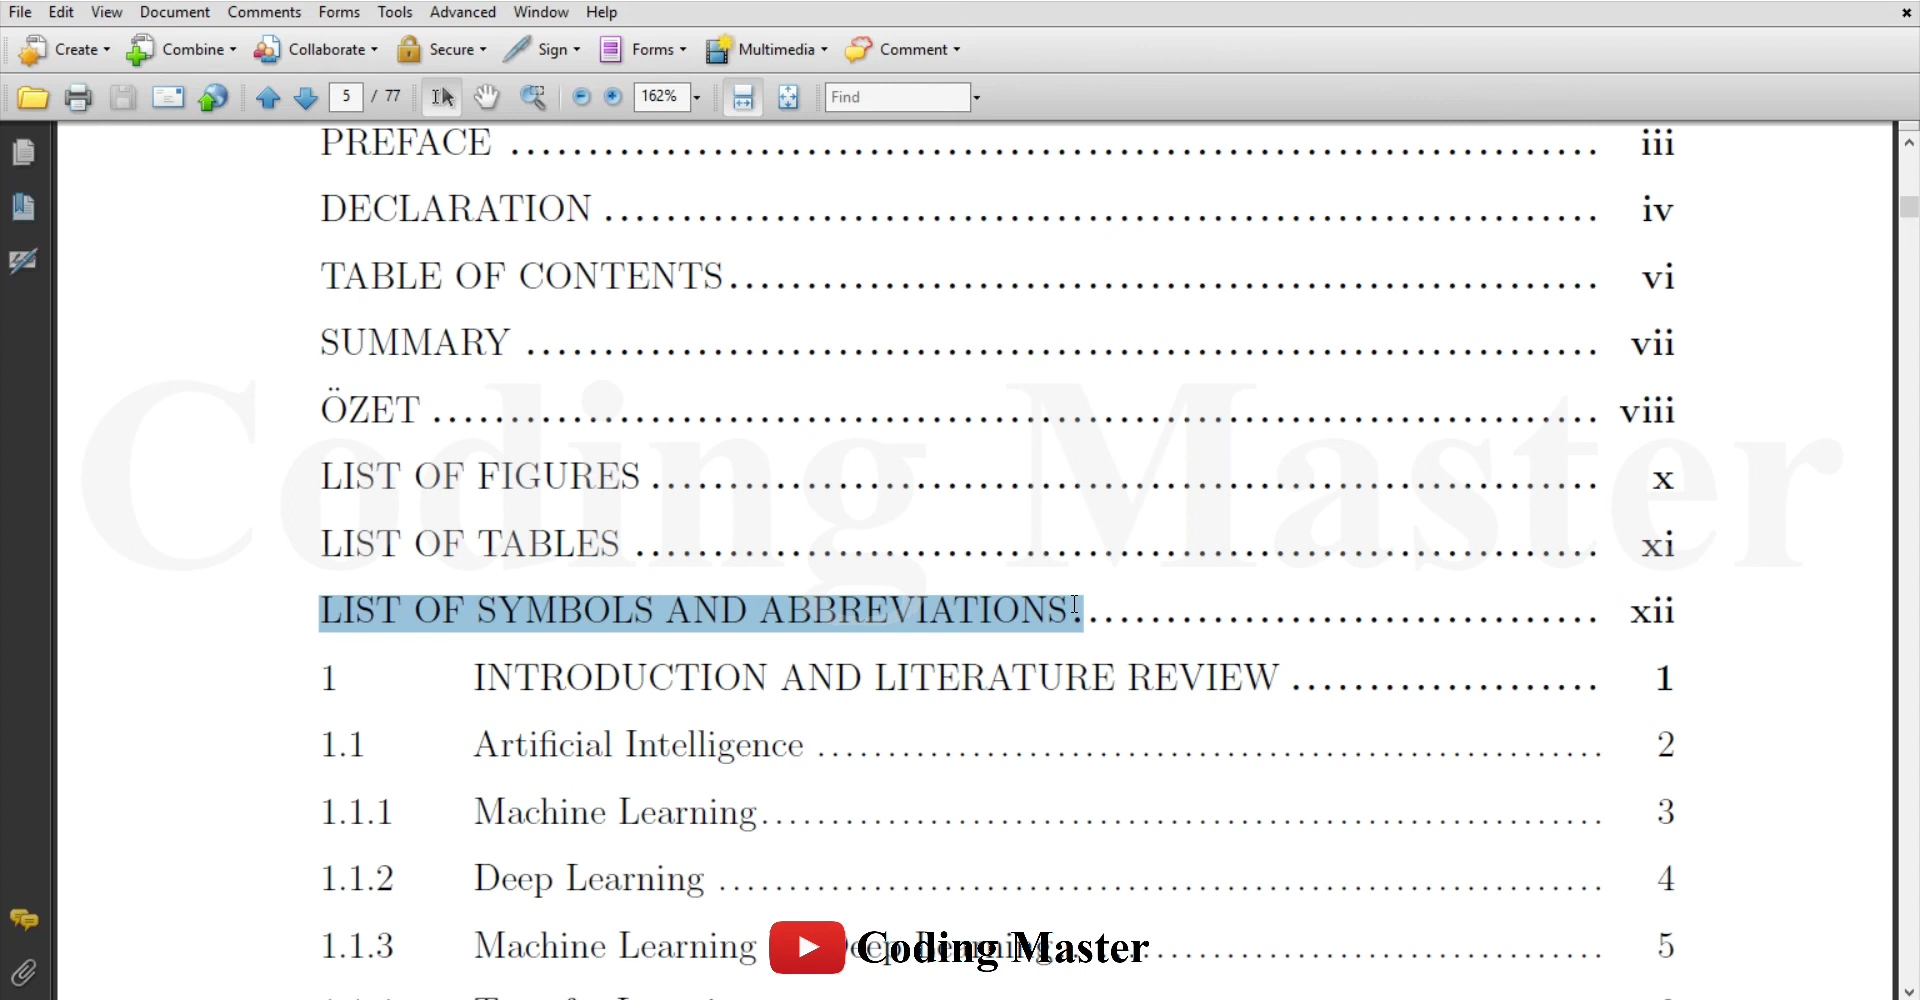 File Edit View Document Comments Forms Tools Advanced Window Help
Create Combine Collaborate Secure Sign Forms Multimedia Comment
5 / 77 162% Find
PREFACE ........................................................................ iii
DECLARATION ................................................................ iv
TABLE OF CONTENTS........................................................ vi
SUMMARY ...................................................................... vii
ÖZET ............................................................................ viii
LIST OF FIGURES ............................................................. x
LIST OF TABLES .............................................................. xi
LIST OF SYMBOLS AND ABBREVIATIONS.................................. xii
1 INTRODUCTION AND LITERATURE REVIEW .................... 1
1.1 Artificial Intelligence .................................................. 2
1.1.1 Machine Learning...................................................... 3
1.1.2 Deep Learning ......................................................... 4
1.1.3 Machine Learning Deep Learning ............................ 5
Coding Master
Coding Master